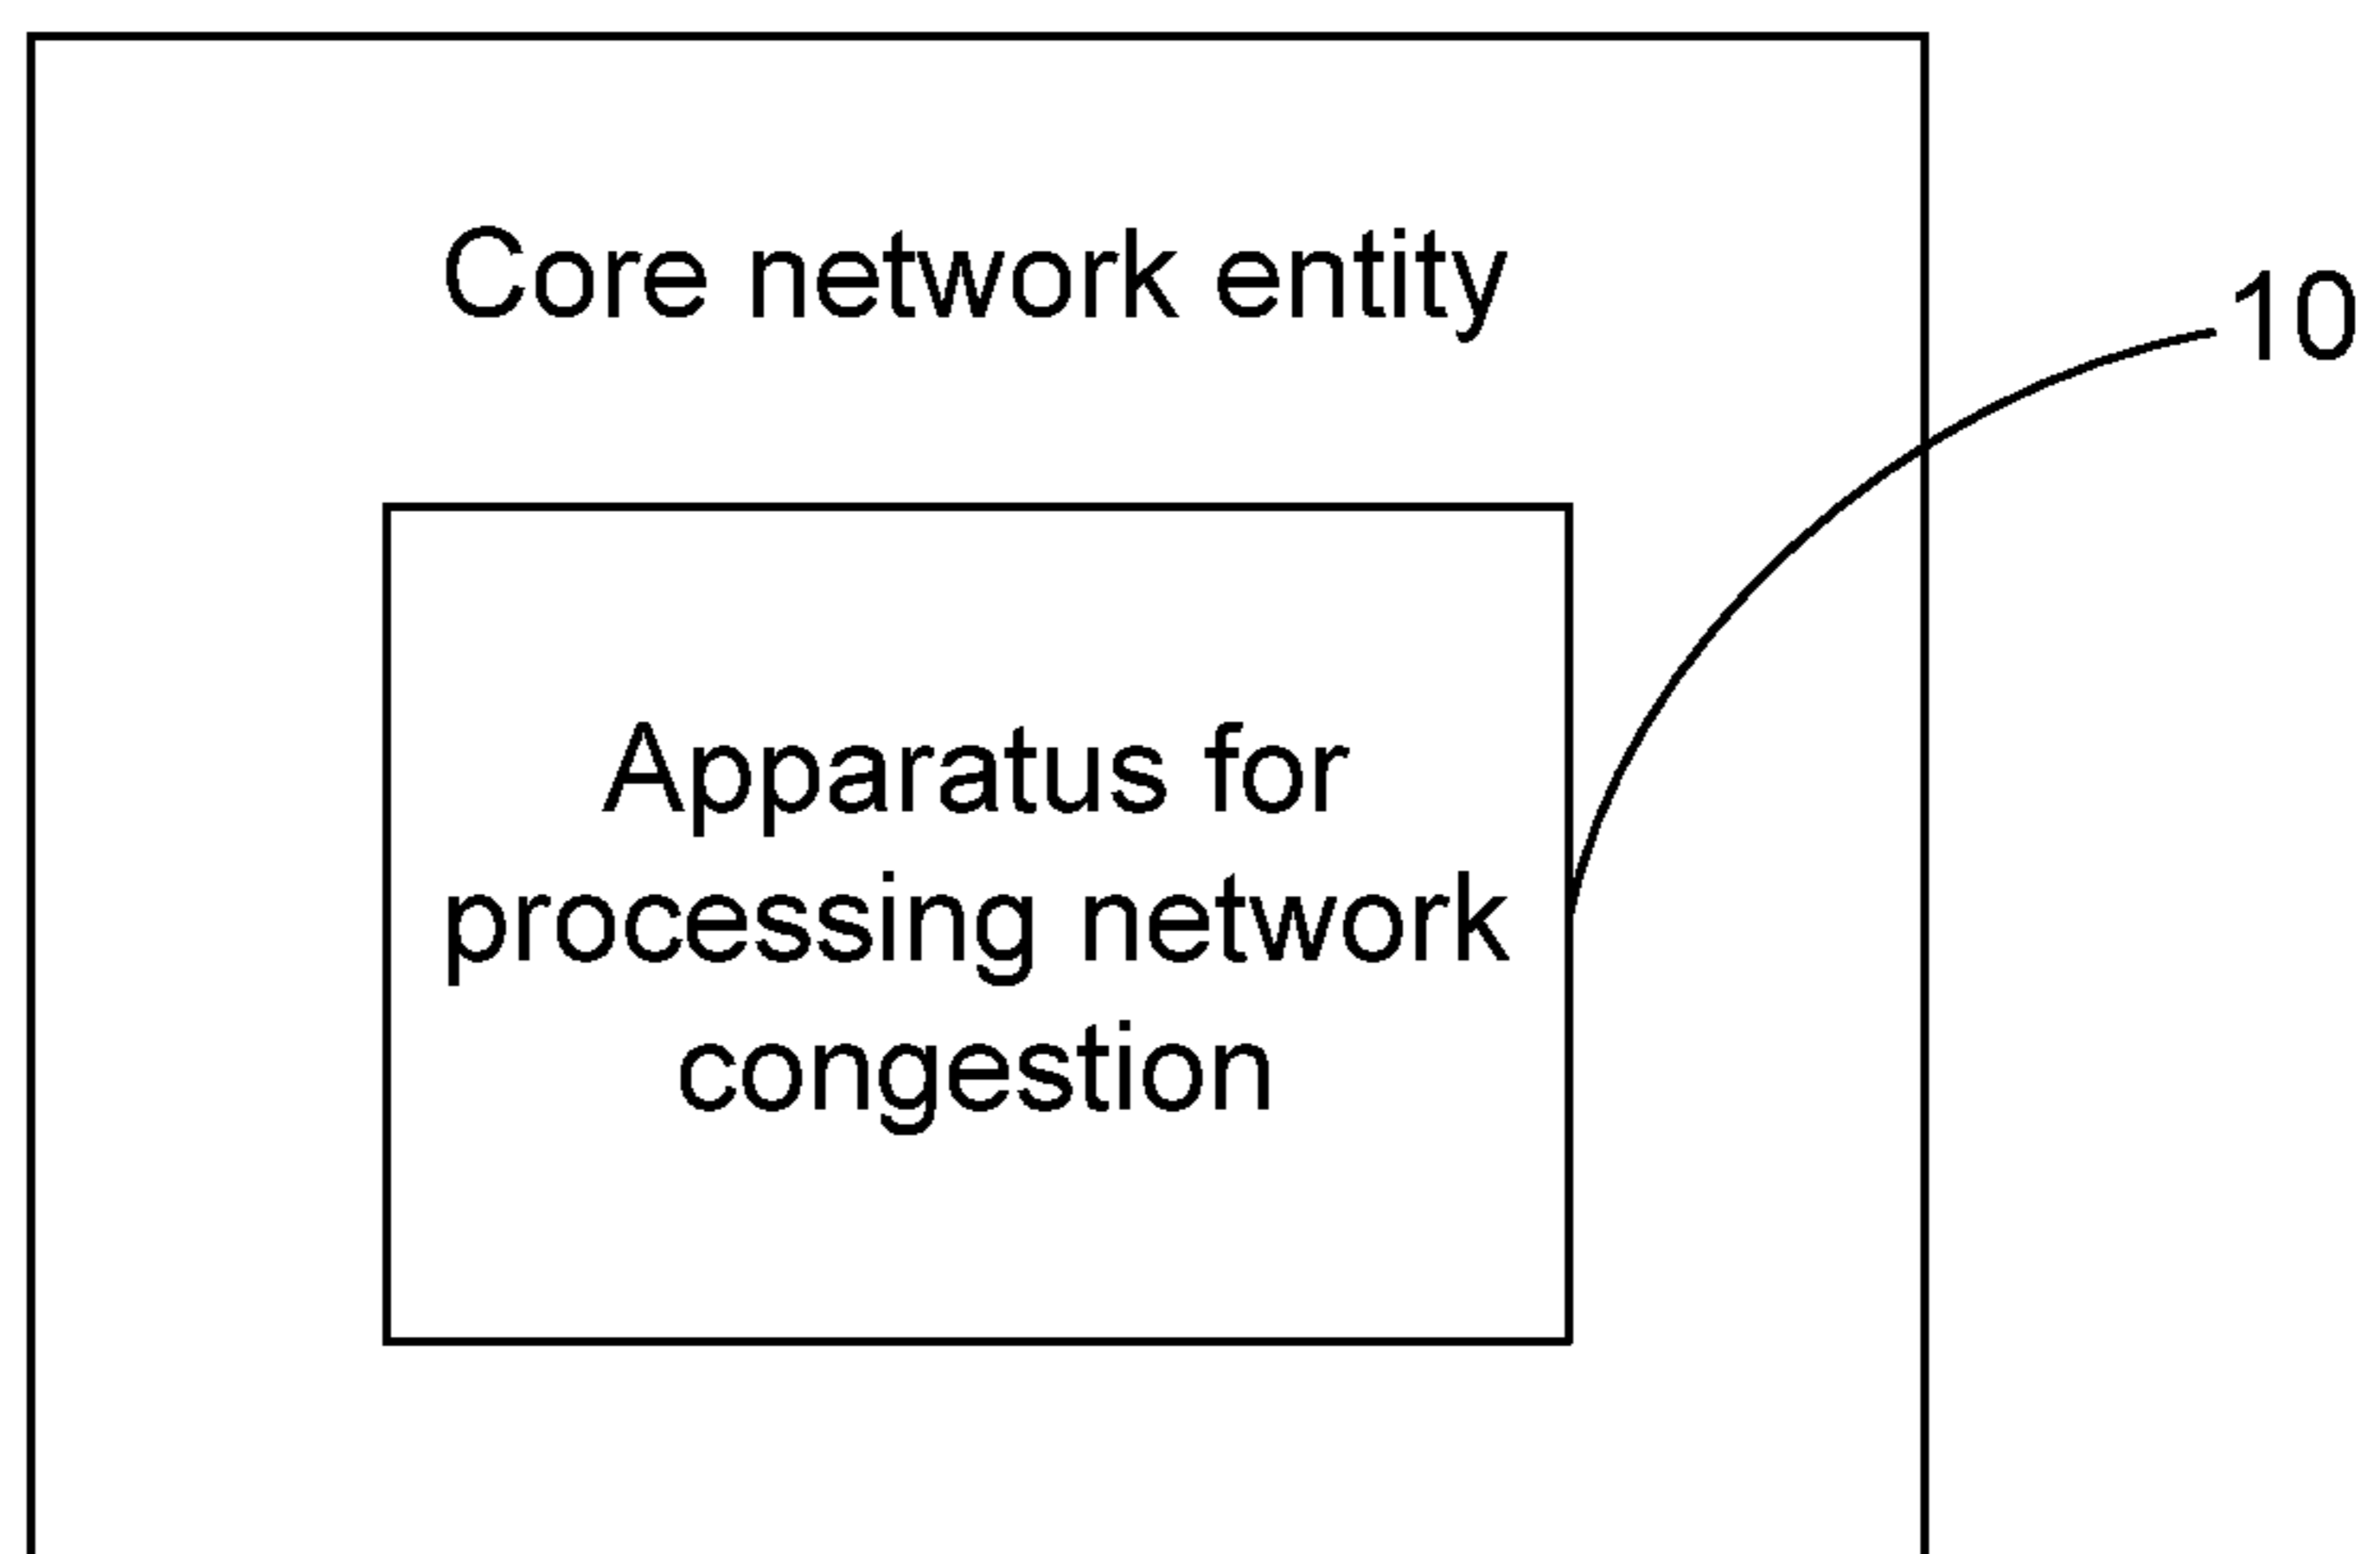 Core network entity
10
Apparatus for
processing network
congestion